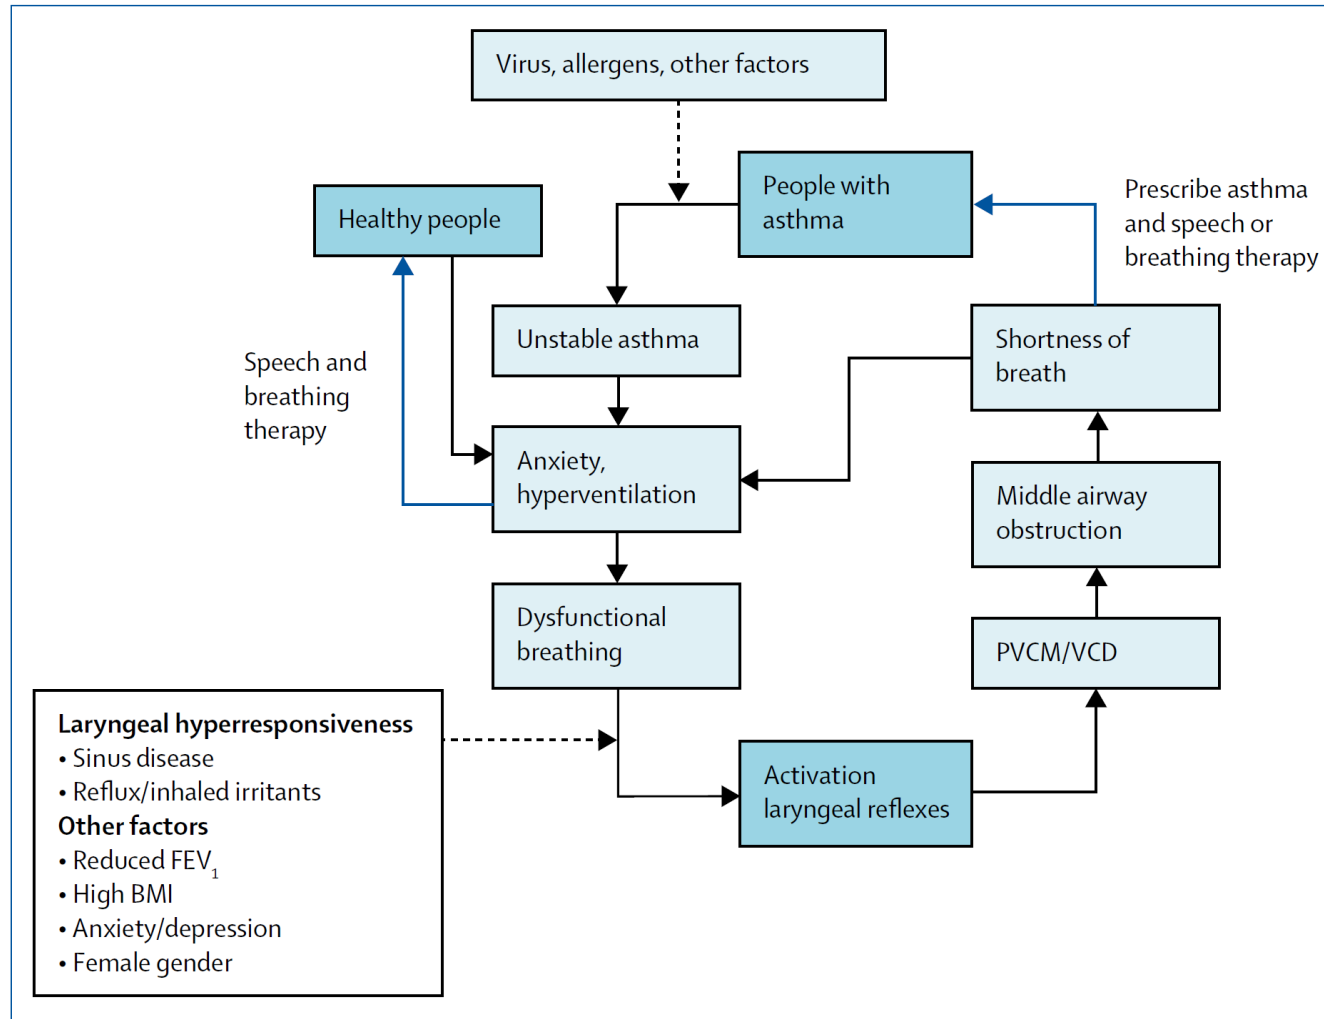 Virus, allergens, other factors
People with
asthma
Prescribe asthma
and speech or
breathing therapy
Healthy people
Unstable asthma
Shortness of
breath
Speech and
breathing
therapy
Anxiety,
hyperventilation
Middle airway
obstruction
Dysfunctional
breathing
PVCM/VCD
Laryngeal hyperresponsiveness
• Sinus disease
• Reflux/inhaled irritants
Other factors
• Reduced FEV₁
• High BMI
• Anxiety/depression
• Female gender
Activation
laryngeal reflexes